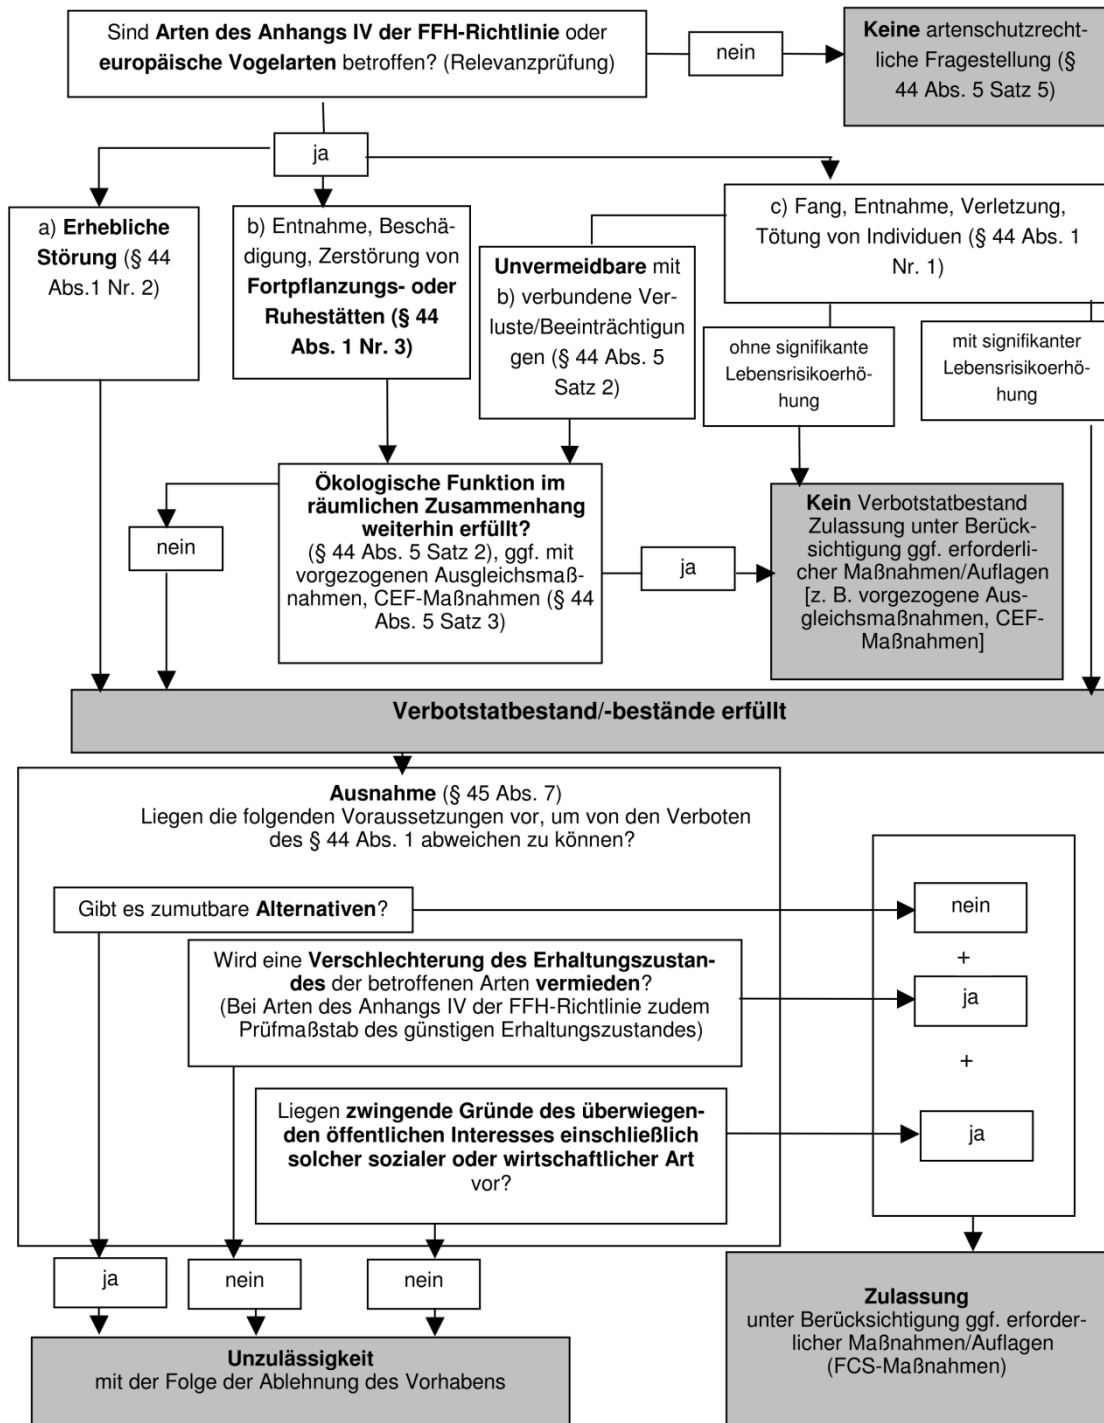 Sind Arten des Anhangs IV der FFH-Richtlinie oder
europäische Vogelarten betroffen? (Relevanzprüfung)
nein
Keine artenschutzrecht-
liche Fragestellung (§
44 Abs. 5 Satz 5)
ja
a) Erhebliche
Störung (§ 44
Abs.1 Nr. 2)
b) Entnahme, Beschä-
digung, Zerstörung von
Fortpflanzungs- oder
Ruhestätten (§ 44
Abs. 1 Nr. 3)
Unvermeidbare mit
b) verbundene Ver-
luste/Beeinträchtigun
gen (§ 44 Abs. 5
Satz 2)
c) Fang, Entnahme, Verletzung,
Tötung von Individuen (§ 44 Abs. 1
Nr. 1)
ohne signifikante
Lebensrisikoerhö-
hung
mit signifikanter
Lebensrisikoerhö-
hung
Ökologische Funktion im
räumlichen Zusammenhang
weiterhin erfüllt?
(§ 44 Abs. 5 Satz 2), ggf. mit
vorgezogenen Ausgleichsmaß-
nahmen, CEF-Maßnahmen (§ 44
Abs. 5 Satz 3)
nein
ja
Kein Verbotstatbestand
Zulassung unter Berück-
sichtigung ggf. erforderli-
cher Maßnahmen/Auflagen
[z. B. vorgezogene Aus-
gleichsmaßnahmen, CEF-
Maßnahmen]
Verbotstatbestand/-bestände erfüllt
Ausnahme (§ 45 Abs. 7)
Liegen die folgenden Voraussetzungen vor, um von den Verboten
des § 44 Abs. 1 abweichen zu können?
Gibt es zumutbare Alternativen?
nein
+
Wird eine Verschlechterung des Erhaltungszustan-
des der betroffenen Arten vermieden?
(Bei Arten des Anhangs IV der FFH-Richtlinie zudem
Prüfmaßstab des günstigen Erhaltungszustandes)
ja
+
Liegen zwingende Gründe des überwiegen-
den öffentlichen Interesses einschließlich
solcher sozialer oder wirtschaftlicher Art
vor?
ja
ja
nein
nein
Unzulässigkeit
mit der Folge der Ablehnung des Vorhabens
Zulassung
unter Berücksichtigung ggf. erforder-
licher Maßnahmen/Auflagen
(FCS-Maßnahmen)